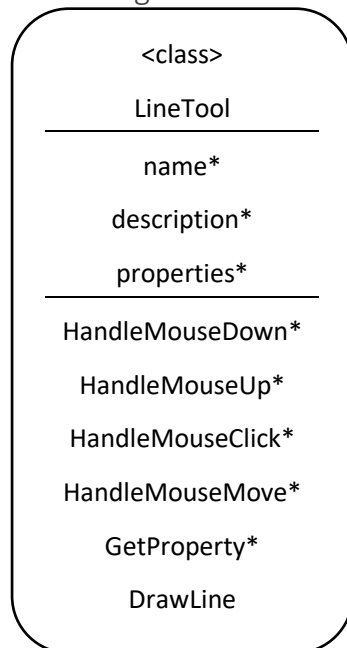 <class>
LineTool
name*
description*
properties*
HandleMouseDown*
HandleMouseUp*
HandleMouseClick*
HandleMouseMove*
GetProperty*
DrawLine